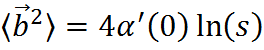 ⟨b⃗²⟩ = 4α′(0) ln(s)